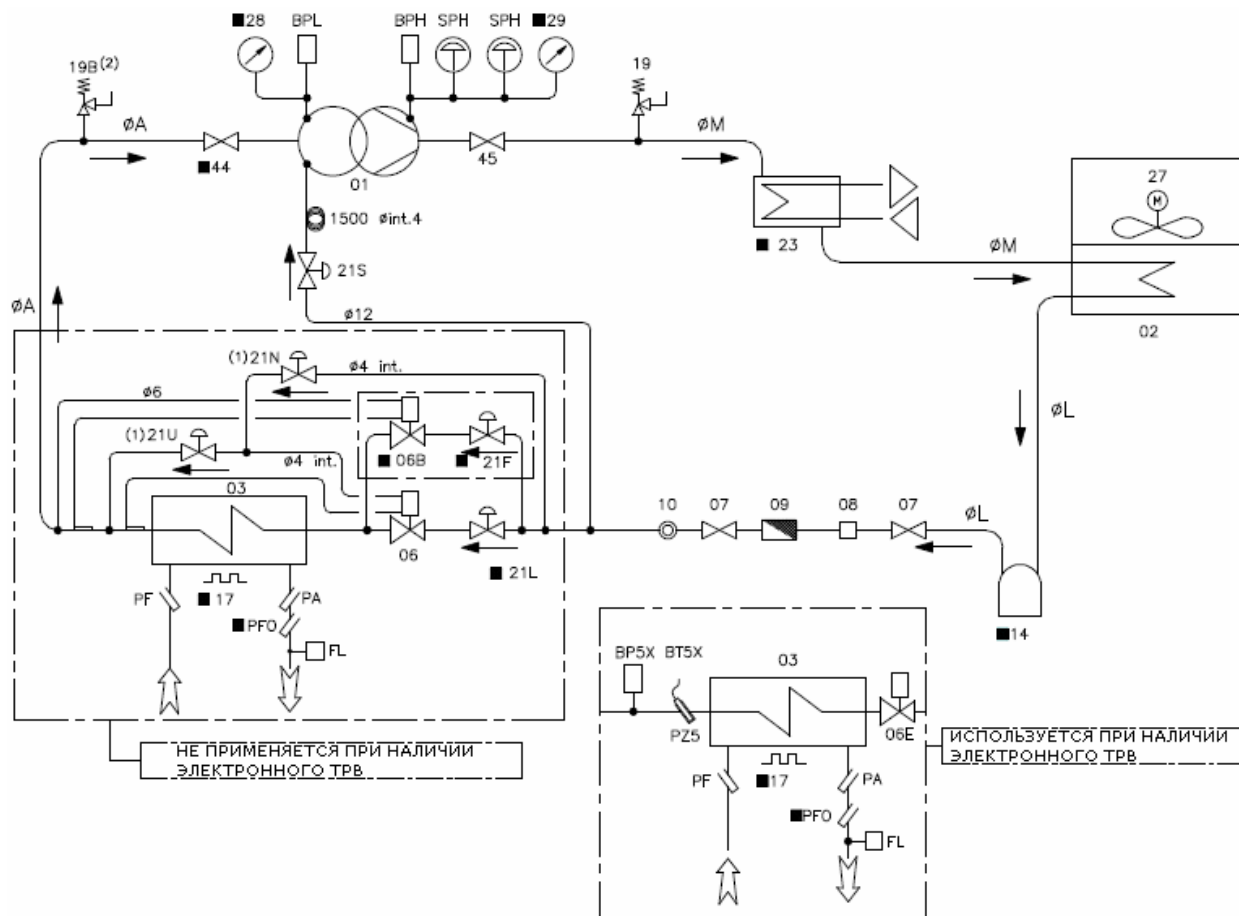 ■28 BPL BPH SPH SPH ■29
19B(2) 19
øA øM
■44 45
01
27
M
1500 øint.4
■ 23
øM
21S
øA
ø12
02
(1)21N ø4 int.
ø6
øL
(1)21U
■ 06B ■ 21F
ø4 int.
03
10 07 09 08 07
øL
06
■ 21L
PF ■ 17 PA
■PFO
FL
■14
BP5X BT5X 03
PZ5 06E
НЕ ПРИМЕНЯЕТСЯ ПРИ НАЛИЧИИ
ЭЛЕКТРОННОГО ТРВ
ИСПОЛЬЗУЕТСЯ ПРИ НАЛИЧИИ
ЭЛЕКТРОННОГО ТРВ
PF ■17 PA
■PFO
FL